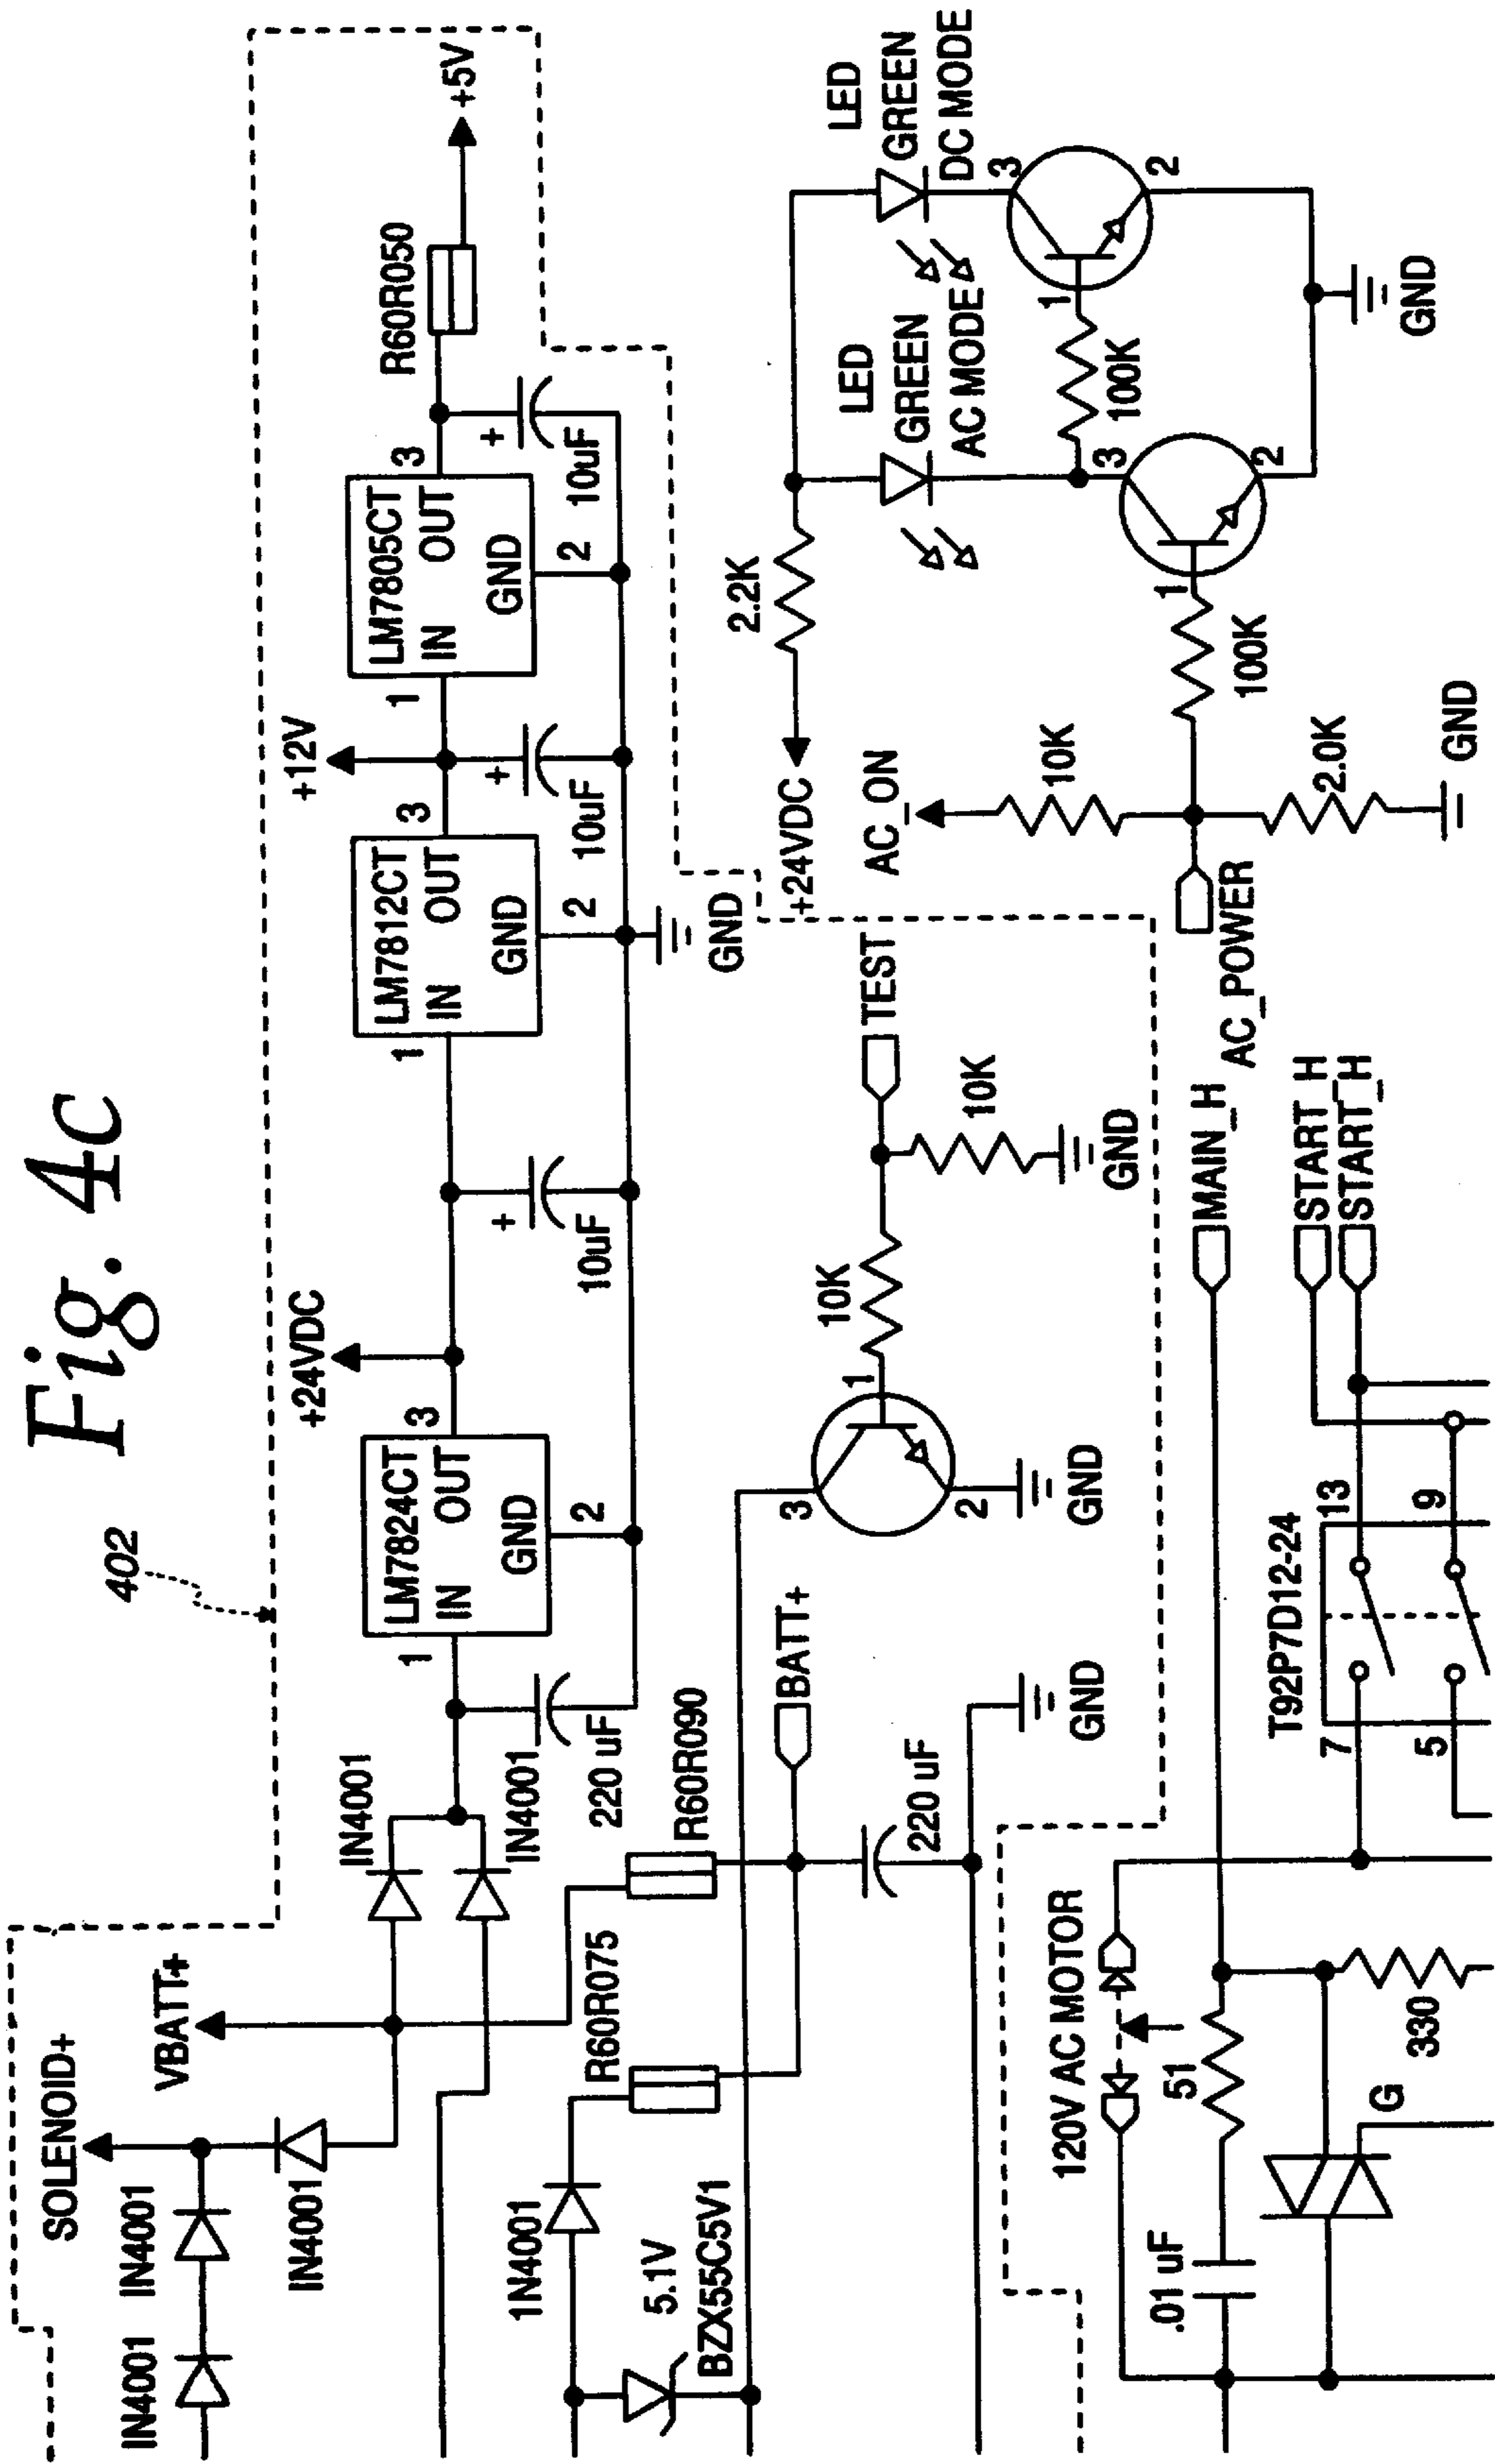 Fig. 4c
402
SOLENOID+
VBATT+
IN4001
IN4001
IN4001
IN4001
IN4001
220 uF
1
LM7824CT
IN
OUT
GND
3
2
+24VDC
10uF
+
1
LM7812CT
IN
OUT
GND
3
2
GND
+12V
10uF
+
1
LM7805CT
IN
OUT
GND
3
2
10uF
+
R60R050
+5V
1N4001
5.1V
BZX55C5V1
R60R075
R60R090
BATT+
220 uF
GND
3
1
2
GND
10K
10K
GND
TEST
+24VDC
2.2K
LED
GREEN
AC MODE
LED
GREEN
DC MODE
AC_ON
10K
AC_POWER
2.0K
GND
100K
1
3
2
100K
1
3
2
GND
120V AC MOTOR
.01 uF
51
G
330
MAIN_H
START_H
START_H
T92P7D12-24
7
13
5
9